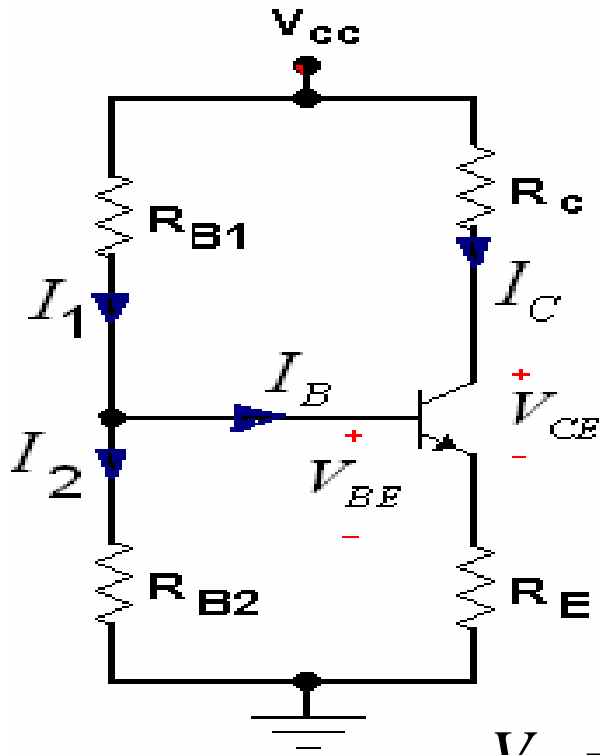 Vcc
RB1
Rc
I1
IC
IB
+
+
VCE
I2
VBE
-
-
RB2
RE
V